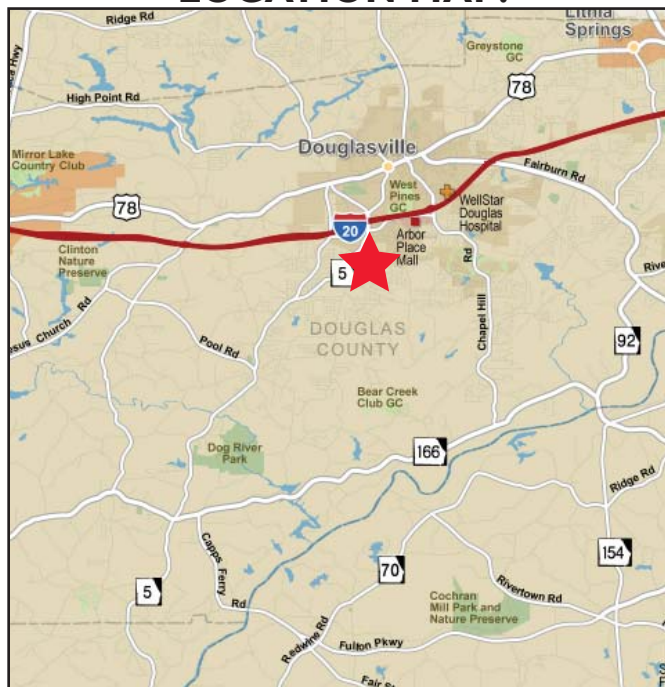 LOCATION MAP:
Ridge Rd
Lithia
Springs
Greystone
GC
78
Hwy
High Point Rd
Douglasville
Fairburn Rd
Mirror Lake
Country Club
West
Pines
GC
WellStar
Douglas
Hospital
78
20
Arbor
Place
Mall
Clinton
Nature
Preserve
5
Rd
Chapel Hill
Rd
DOUGLAS
COUNTY
92
Pool Rd
Bear Creek
Club GC
166
Dog River
Park
Ridge Rd
154
Capps
Ferry
Rd
5
70
Rivertown Rd
Cochran
Mill Park and
Nature Preserve
Redwine Rd
Fulton Pkwy